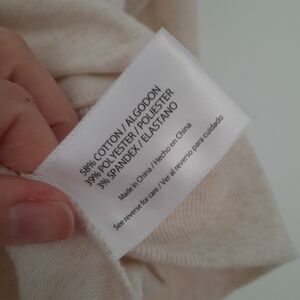 58% COTTON / ALGODON
39% POLYESTER / POLIESTER
3% SPANDEX / ELASTANO
Made in China / Hecho en China
See reverse for care / Ver al reverso para cuidado